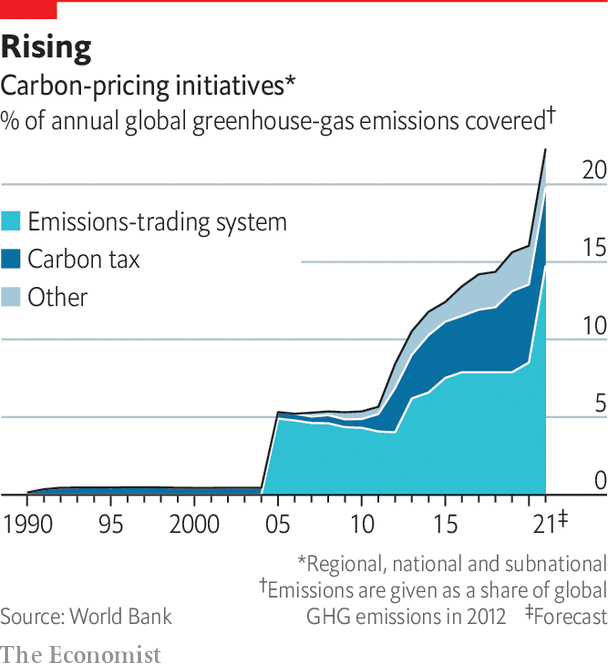 Rising
Carbon-pricing initiatives*
% of annual global greenhouse-gas emissions covered†
Emissions-trading system
Carbon tax
Other
20
15
10
5
0
1990 95 2000 05 10 15 21‡
*Regional, national and subnational
†Emissions are given as a share of global
Source: World Bank GHG emissions in 2012 ‡Forecast
The Economist